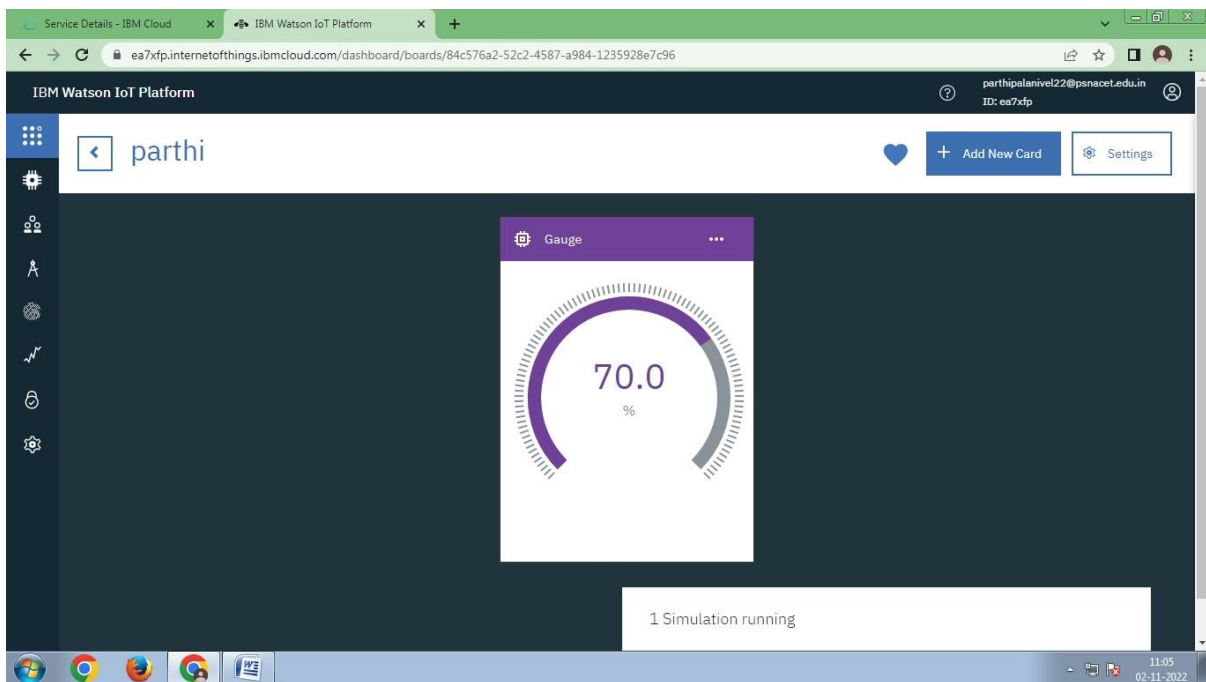 Service Details - IBM Cloud
IBM Watson IoT Platform
ea7xfp.internetofthings.ibmcloud.com/dashboard/boards/84c576a2-52c2-4587-a984-1235928e7c96
IBM Watson IoT Platform
parthipalanivel22@psnacet.edu.in
ID: ea7xfp
parthi
+ Add New Card
Settings
Gauge
70.0
%
1 Simulation running
11:05
02-11-2022